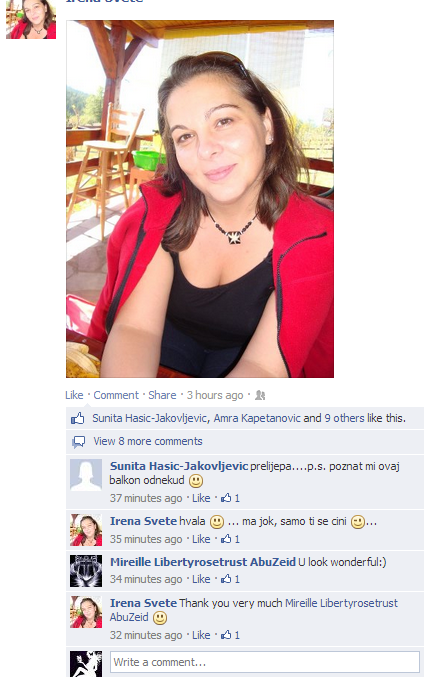 Irena Svete
Like · Comment · Share · 3 hours ago ·
Sunita Hasic-Jakovljevic, Amra Kapetanovic and 9 others like this.
View 8 more comments
Sunita Hasic-Jakovljevic prelijepa....p.s. poznat mi ovaj
balkon odnekud
37 minutes ago · Like · 1
Irena Svete hvala ... ma jok, samo ti se cini ...
35 minutes ago · Like · 1
Mireille Libertyrosetrust AbuZeid U look wonderful:)
34 minutes ago · Like · 1
Irena Svete Thank you very much Mireille Libertyrosetrust
AbuZeid
32 minutes ago · Like · 1
Write a comment...